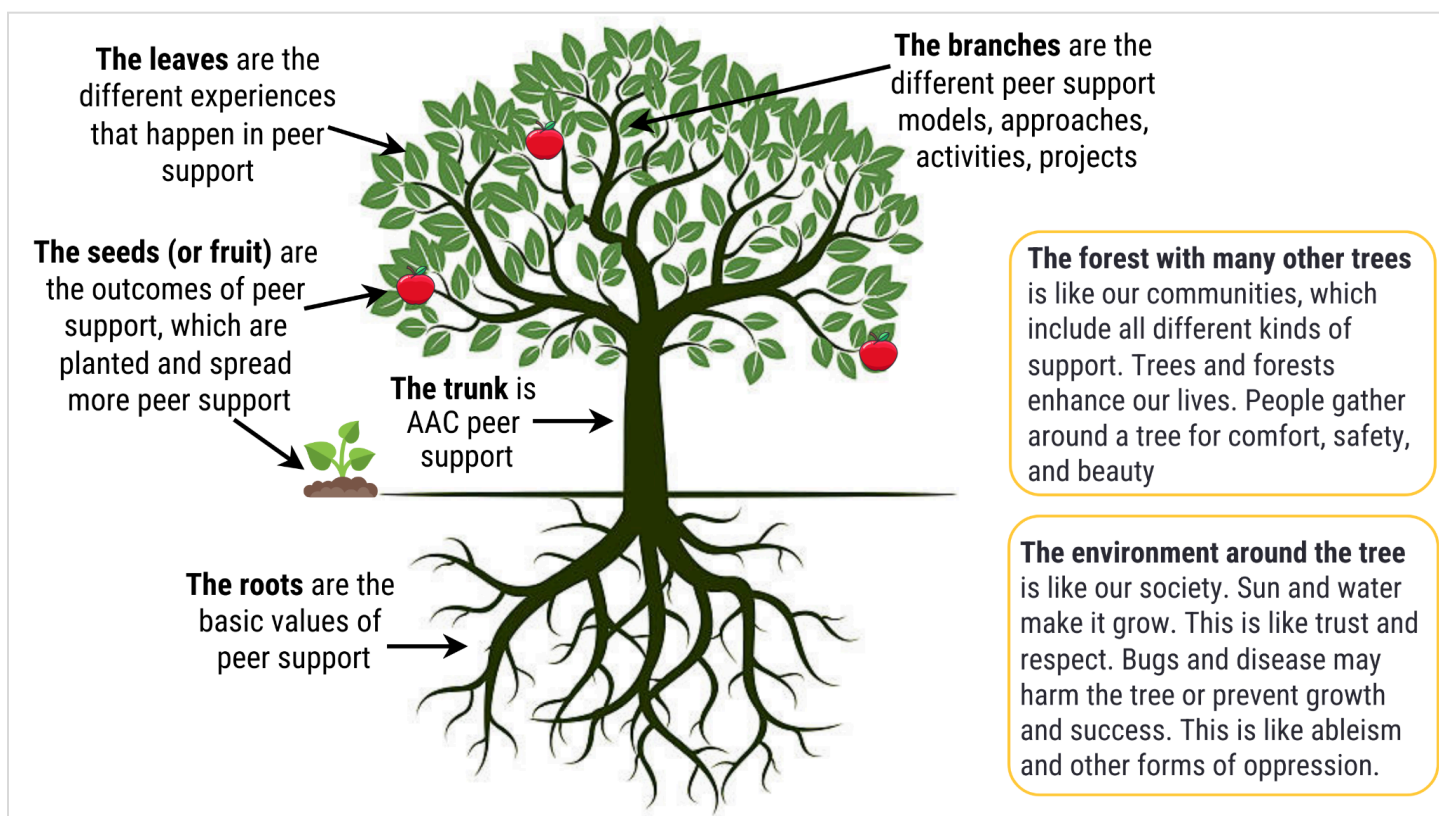 The leaves are the
different experiences
that happen in peer
support
The branches are the
different peer support
models, approaches,
activities, projects
The seeds (or fruit) are
the outcomes of peer
support, which are
planted and spread
more peer support
The trunk is
AAC peer
support
The roots are the
basic values of
peer support
The forest with many other trees
is like our communities, which
include all different kinds of
support. Trees and forests
enhance our lives. People gather
around a tree for comfort, safety,
and beauty
The environment around the tree
is like our society. Sun and water
make it grow. This is like trust and
respect. Bugs and disease may
harm the tree or prevent growth
and success. This is like ableism
and other forms of oppression.